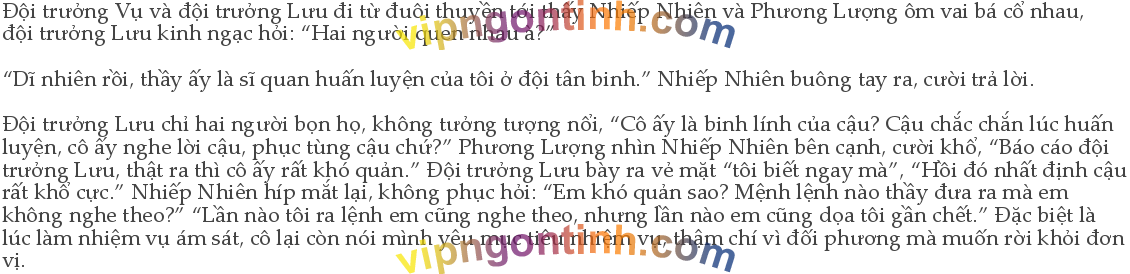 Đội trưởng Vụ và đội trưởng Lưu đi từ đuôi thuyền tới thấy Nhiếp Nhiên và Phương Lượng ôm vai bá cổ nhau,
đội trưởng Lưu kinh ngạc hỏi: “Hai người quen nhau à?”
“Dĩ nhiên rồi, thầy ấy là sĩ quan huấn luyện của tôi ở đội tân binh.” Nhiếp Nhiên buông tay ra, cười trả lời.
Đội trưởng Lưu chỉ hai người bọn họ, không tưởng tượng nổi, “Cô ấy là binh lính của cậu? Cậu chắc chắn lúc huấn
luyện, cô ấy nghe lời cậu, phục tùng cậu chứ?” Phương Lượng nhìn Nhiếp Nhiên bên cạnh, cười khổ, “Báo cáo đội
trưởng Lưu, thật ra thì cô ấy rất khó quản.” Đội trưởng Lưu bày ra vẻ mặt “tôi biết ngay mà”, “Hồi đó nhất định cậu
rất khổ cực.” Nhiếp Nhiên híp mắt lại, không phục hỏi: “Em khó quản sao? Mệnh lệnh nào thầy đưa ra mà em
không nghe theo?” “Lần nào tôi ra lệnh em cũng nghe theo, nhưng lần nào em cũng dọa tôi gần chết.” Đặc biệt là
lúc làm nhiệm vụ ám sát, cô lại còn nói mình yêu mục tiêu nhiệm vụ, thậm chí vì đối phương mà muốn rời khỏi đơn
vị.
vipngontinh.com
vipngontinh.com